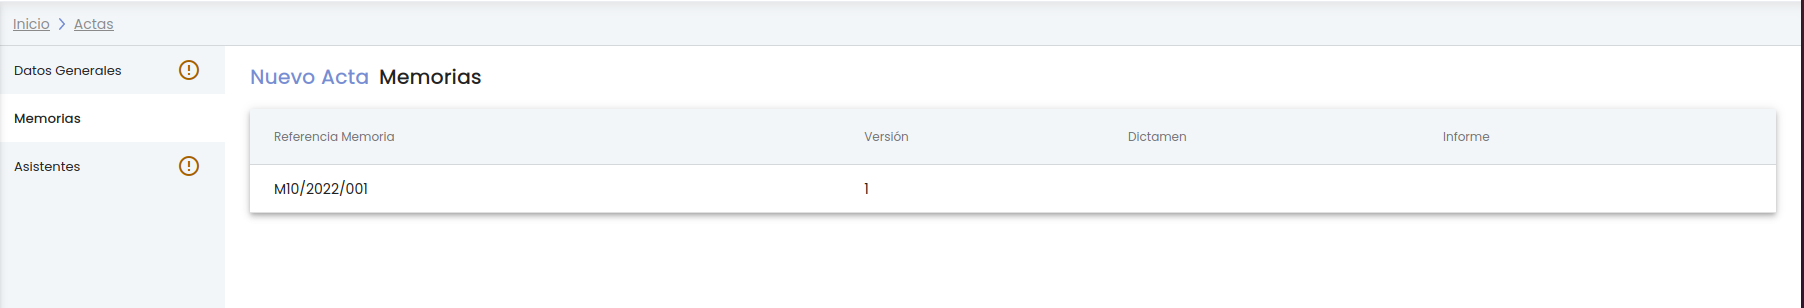 Inicio > Actas
Datos Generales
Memorias
Asistentes
Nuevo Acta Memorias
Referencia Memoria Versión Dictamen Informe
M10/2022/001 1